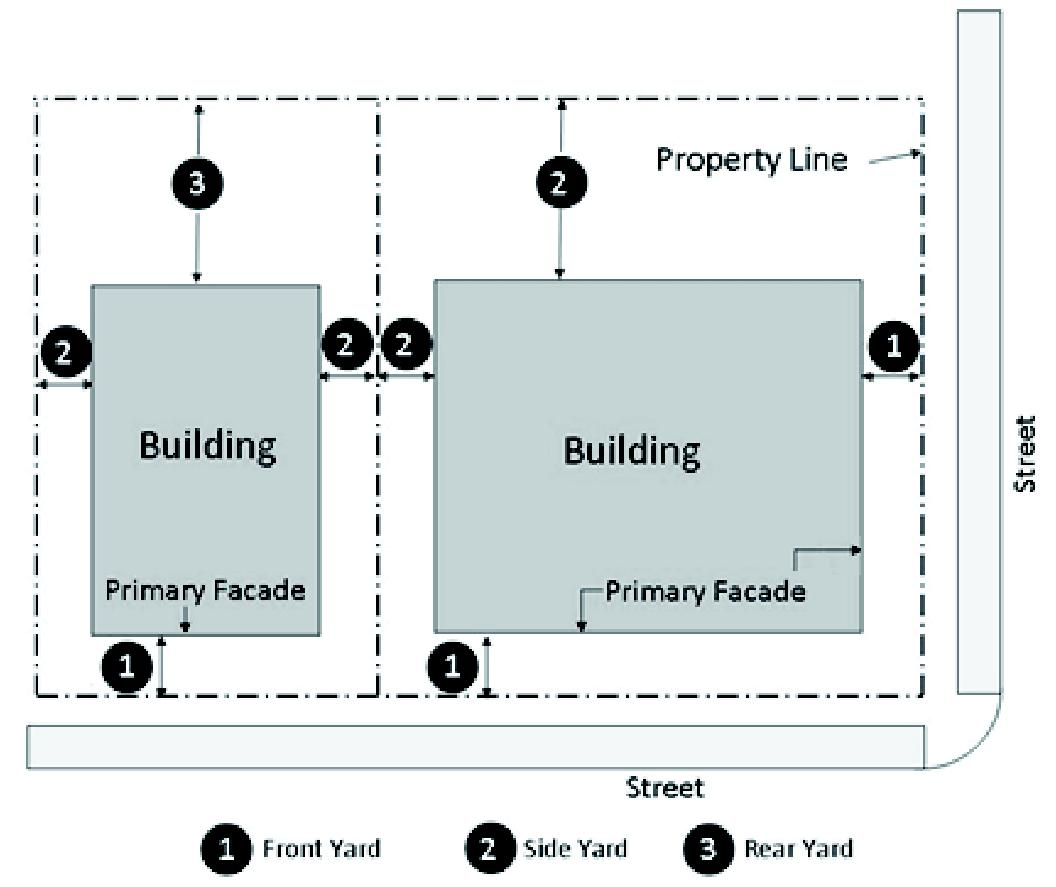 3
2
Property Line
2
2
2
1
Building
Building
Street
Primary Facade
Primary Facade
1
1
Street
1 Front Yard 2 Side Yard 3 Rear Yard